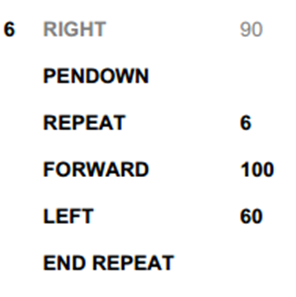 6 RIGHT 90
PENDOWN
REPEAT 6
FORWARD 100
LEFT 60
END REPEAT